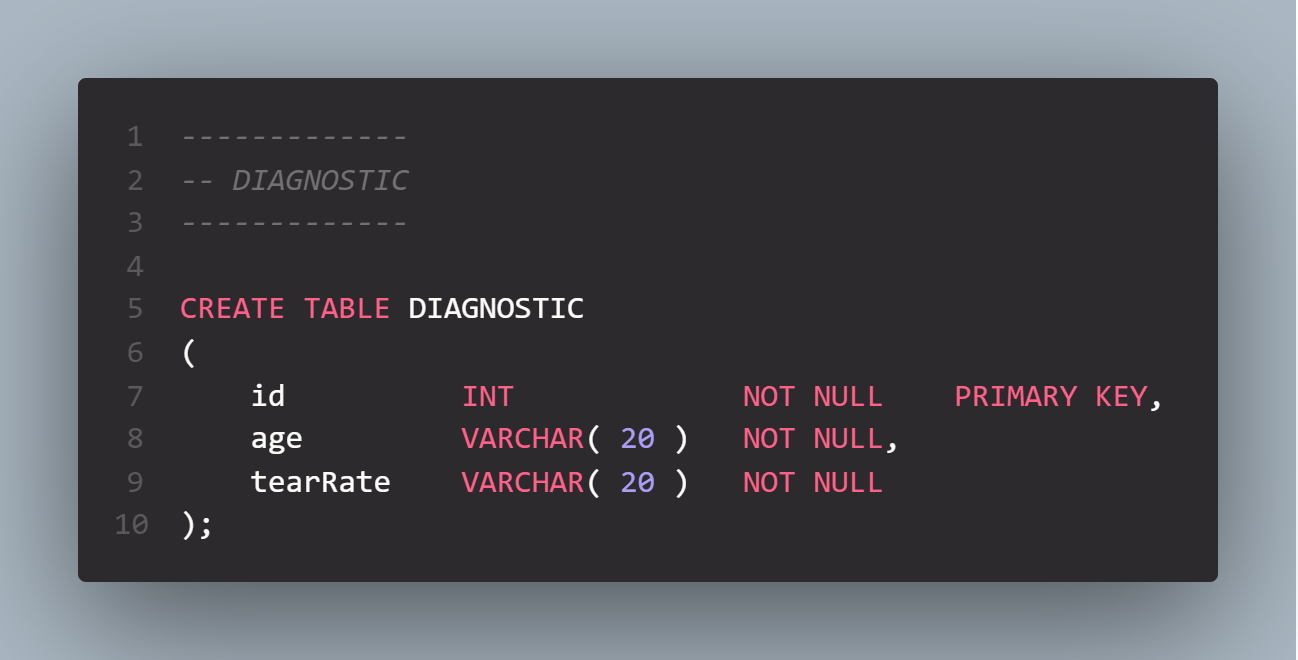 1 -------------
2 -- DIAGNOSTIC
3 -------------
4
5 CREATE TABLE DIAGNOSTIC
6 (
7     id          INT             NOT NULL    PRIMARY KEY,
8     age         VARCHAR( 20 )   NOT NULL,
9     tearRate    VARCHAR( 20 )   NOT NULL
10 );